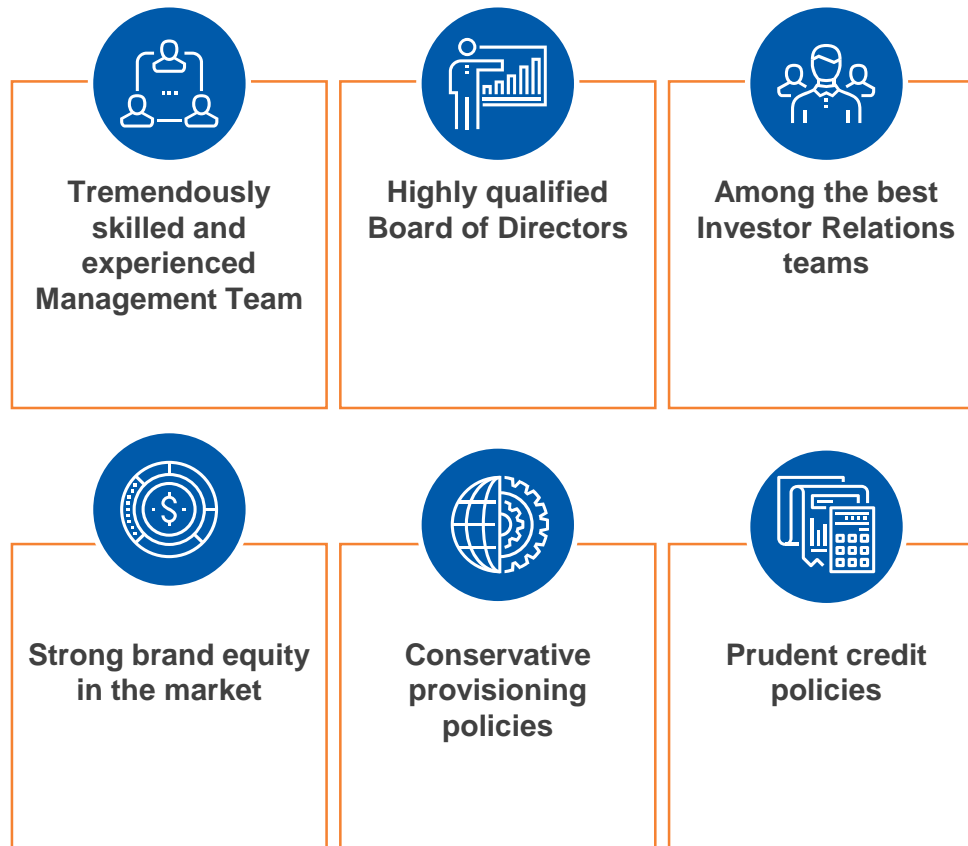 Tremendously
skilled and
experienced
Management Team
Highly qualified
Board of Directors
Among the best
Investor Relations
teams
Strong brand equity
in the market
Conservative
provisioning
policies
Prudent credit
policies